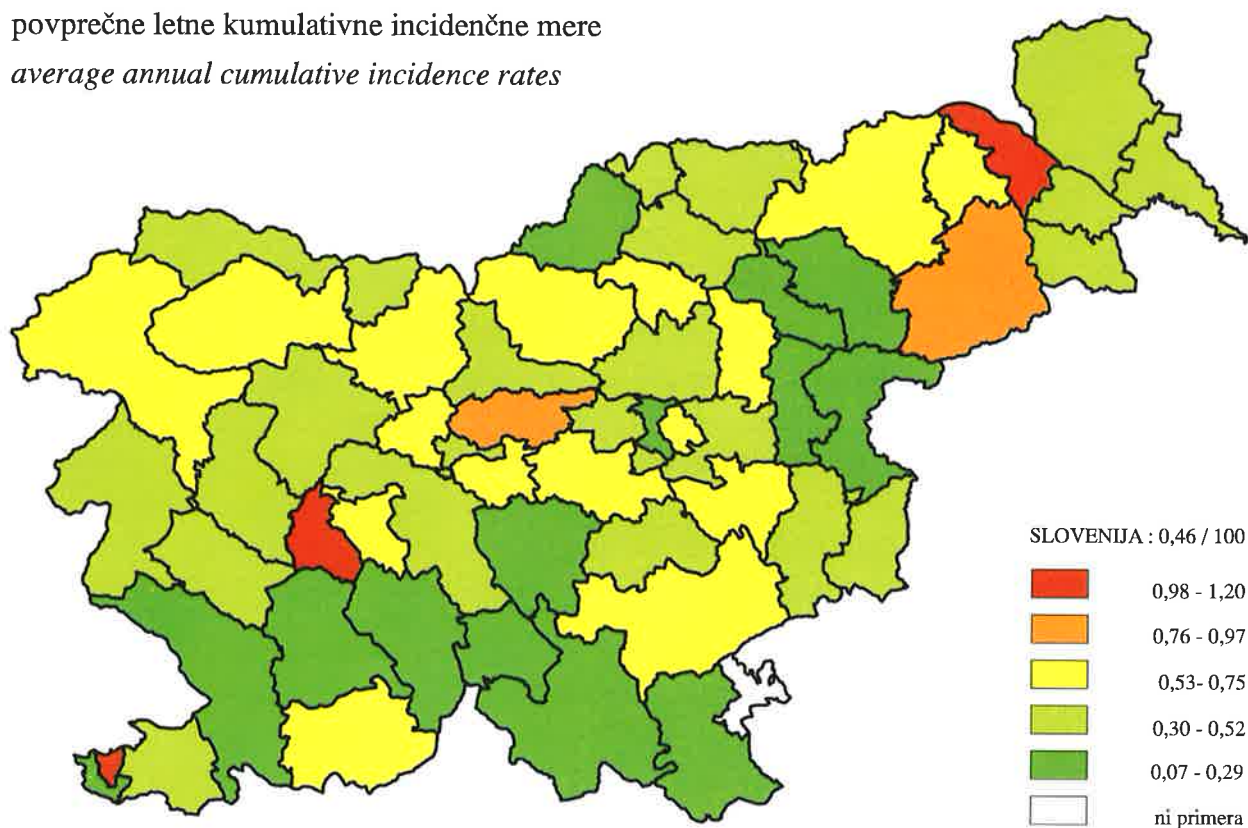 povprečne letne kumulativne incidenčne mere
average annual cumulative incidence rates
SLOVENIJA : 0,46 / 100
0,98 - 1,20
0,76 - 0,97
0,53 - 0,75
0,30 - 0,52
0,07 - 0,29
ni primera